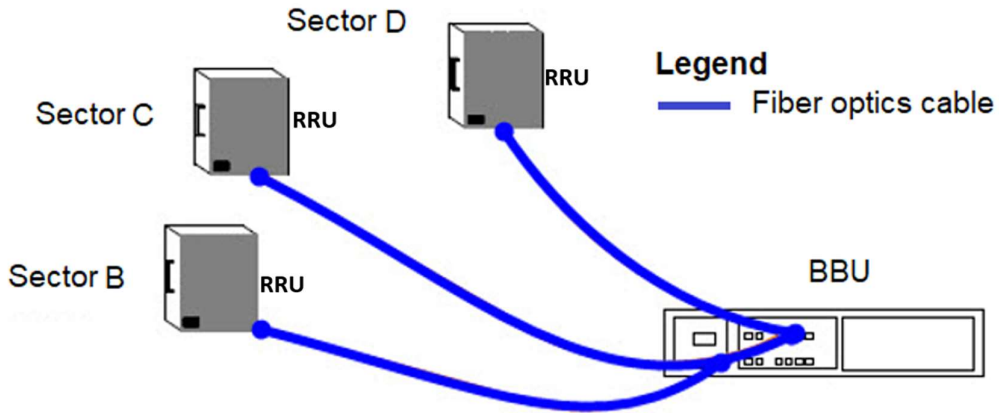 Sector D
RRU
Legend
Fiber optics cable
Sector C
RRU
Sector B
RRU
BBU